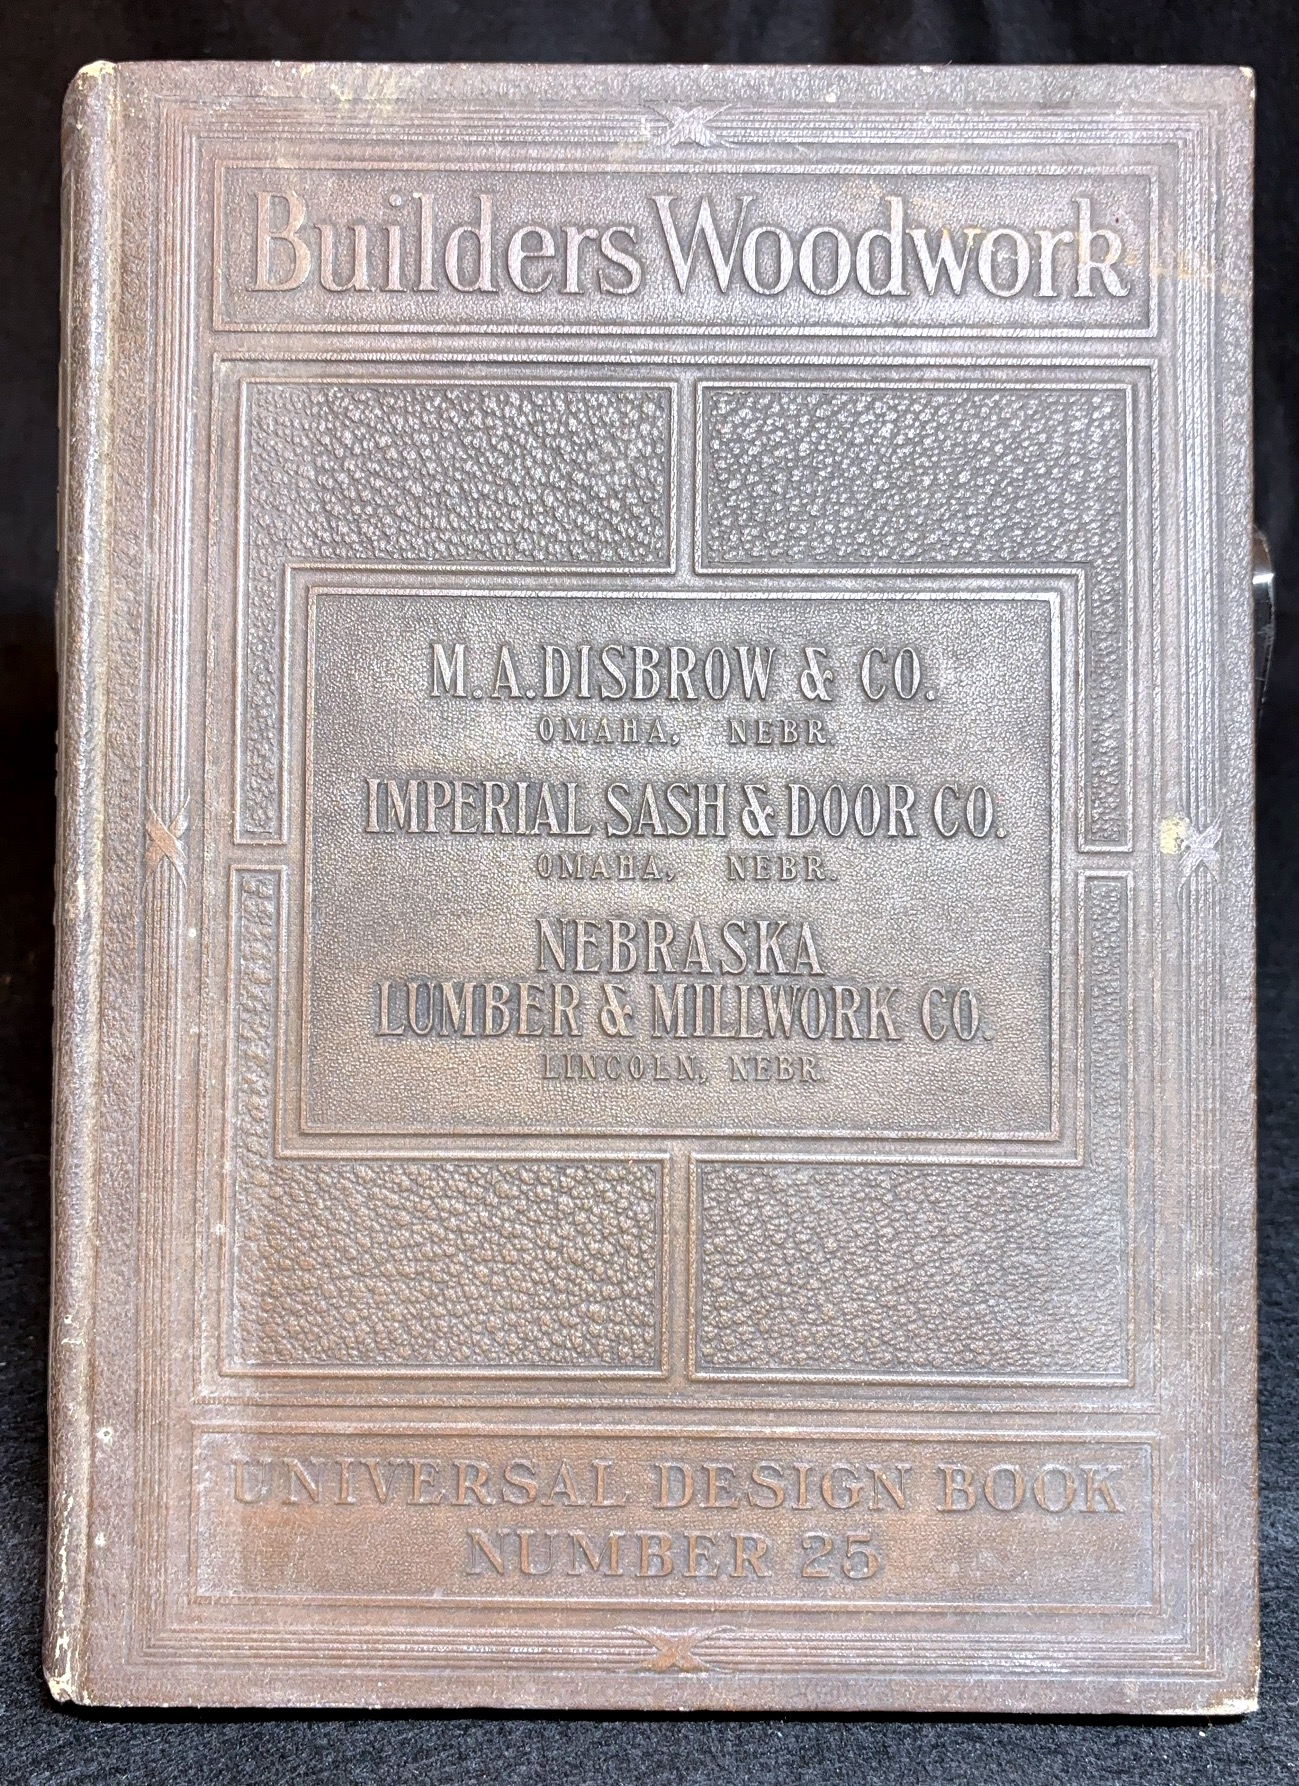 Builders Woodwork
M.A. DISBROW & CO.
OMAHA, NEBR.
IMPERIAL SASH & DOOR CO.
OMAHA, NEBR.
NEBRASKA
LUMBER & MILLWORK CO.
LINCOLN, NEBR.
UNIVERSAL DESIGN BOOK
NUMBER 25